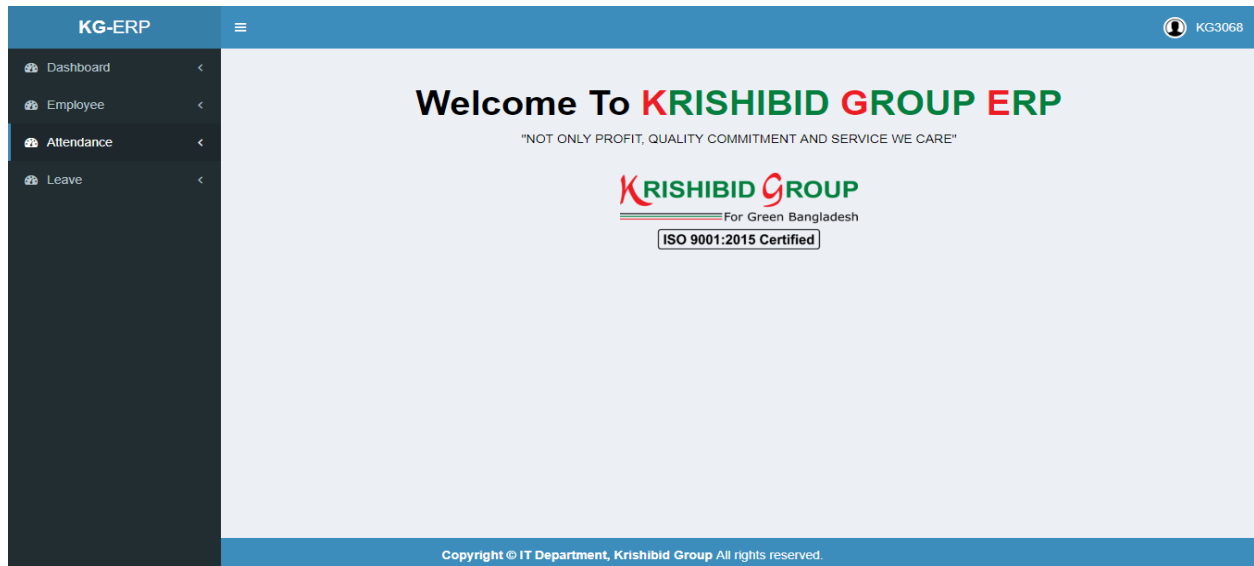 KG-ERP
KG3068
Dashboard
Employee
Attendance
Leave
Welcome To KRISHIBID GROUP ERP
"NOT ONLY PROFIT, QUALITY COMMITMENT AND SERVICE WE CARE"
KRISHIBID GROUP
For Green Bangladesh
ISO 9001:2015 Certified
Copyright © IT Department, Krishibid Group All rights reserved.